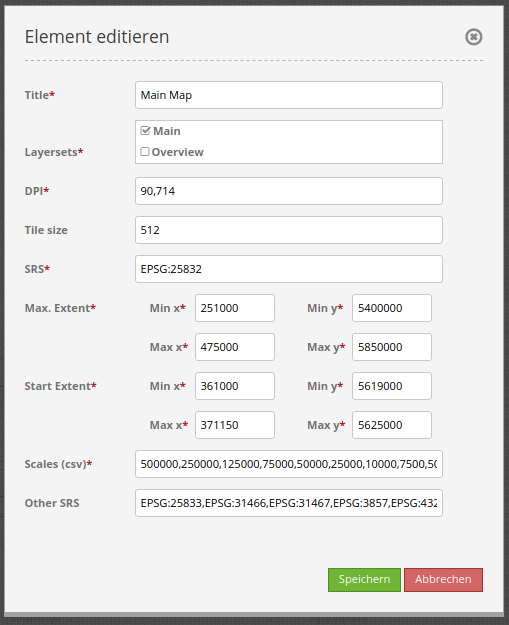 Element editieren
Title* Main Map
Main
Layersets*
Overview
DPI* 90,714
Tile size 512
SRS* EPSG:25832
Max. Extent* Min x* 251000 Min y* 5400000
Max x* 475000 Max y* 5850000
Start Extent* Min x* 361000 Min y* 5619000
Max x* 371150 Max y* 5625000
Scales (csv)* 500000,250000,125000,75000,50000,25000,10000,7500,50
Other SRS EPSG:25833,EPSG:31466,EPSG:31467,EPSG:3857,EPSG:432
Speichern Abbrechen